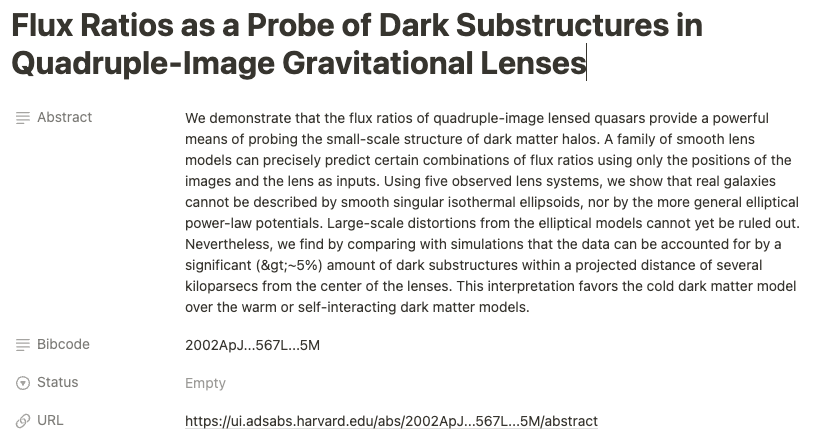 Flux Ratios as a Probe of Dark Substructures in
Quadruple-Image Gravitational Lenses
Abstract
We demonstrate that the flux ratios of quadruple-image lensed quasars provide a powerful
means of probing the small-scale structure of dark matter halos. A family of smooth lens
models can precisely predict certain combinations of flux ratios using only the positions of the
images and the lens as inputs. Using five observed lens systems, we show that real galaxies
cannot be described by smooth singular isothermal ellipsoids, nor by the more general elliptical
power-law potentials. Large-scale distortions from the elliptical models cannot yet be ruled out.
Nevertheless, we find by comparing with simulations that the data can be accounted for by a
significant (&gt;~5%) amount of dark substructures within a projected distance of several
kiloparsecs from the center of the lenses. This interpretation favors the cold dark matter model
over the warm or self-interacting dark matter models.
Bibcode
2002ApJ...567L...5M
Status
Empty
URL
https://ui.adsabs.harvard.edu/abs/2002ApJ...567L...5M/abstract